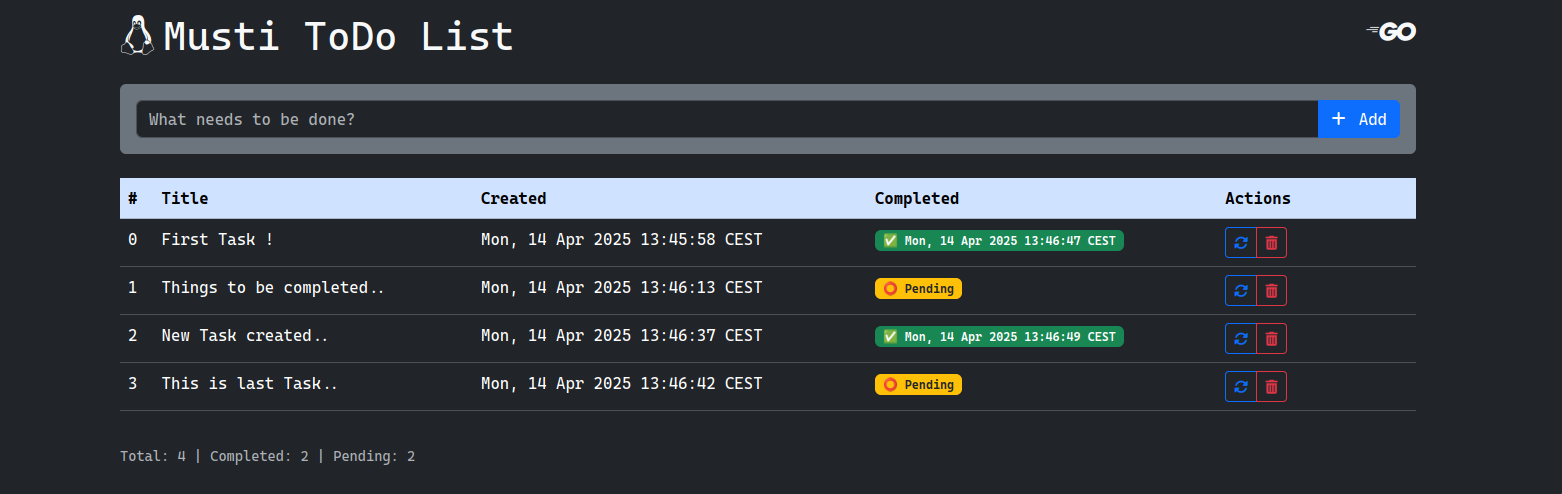 Musti ToDo List
GO
What needs to be done?
+ Add
# Title Created Completed Actions
0 First Task ! Mon, 14 Apr 2025 13:45:58 CEST ✅ Mon, 14 Apr 2025 13:46:47 CEST
1 Things to be completed.. Mon, 14 Apr 2025 13:46:13 CEST ⭕ Pending
2 New Task created.. Mon, 14 Apr 2025 13:46:37 CEST ✅ Mon, 14 Apr 2025 13:46:49 CEST
3 This is last Task.. Mon, 14 Apr 2025 13:46:42 CEST ⭕ Pending
Total: 4 | Completed: 2 | Pending: 2